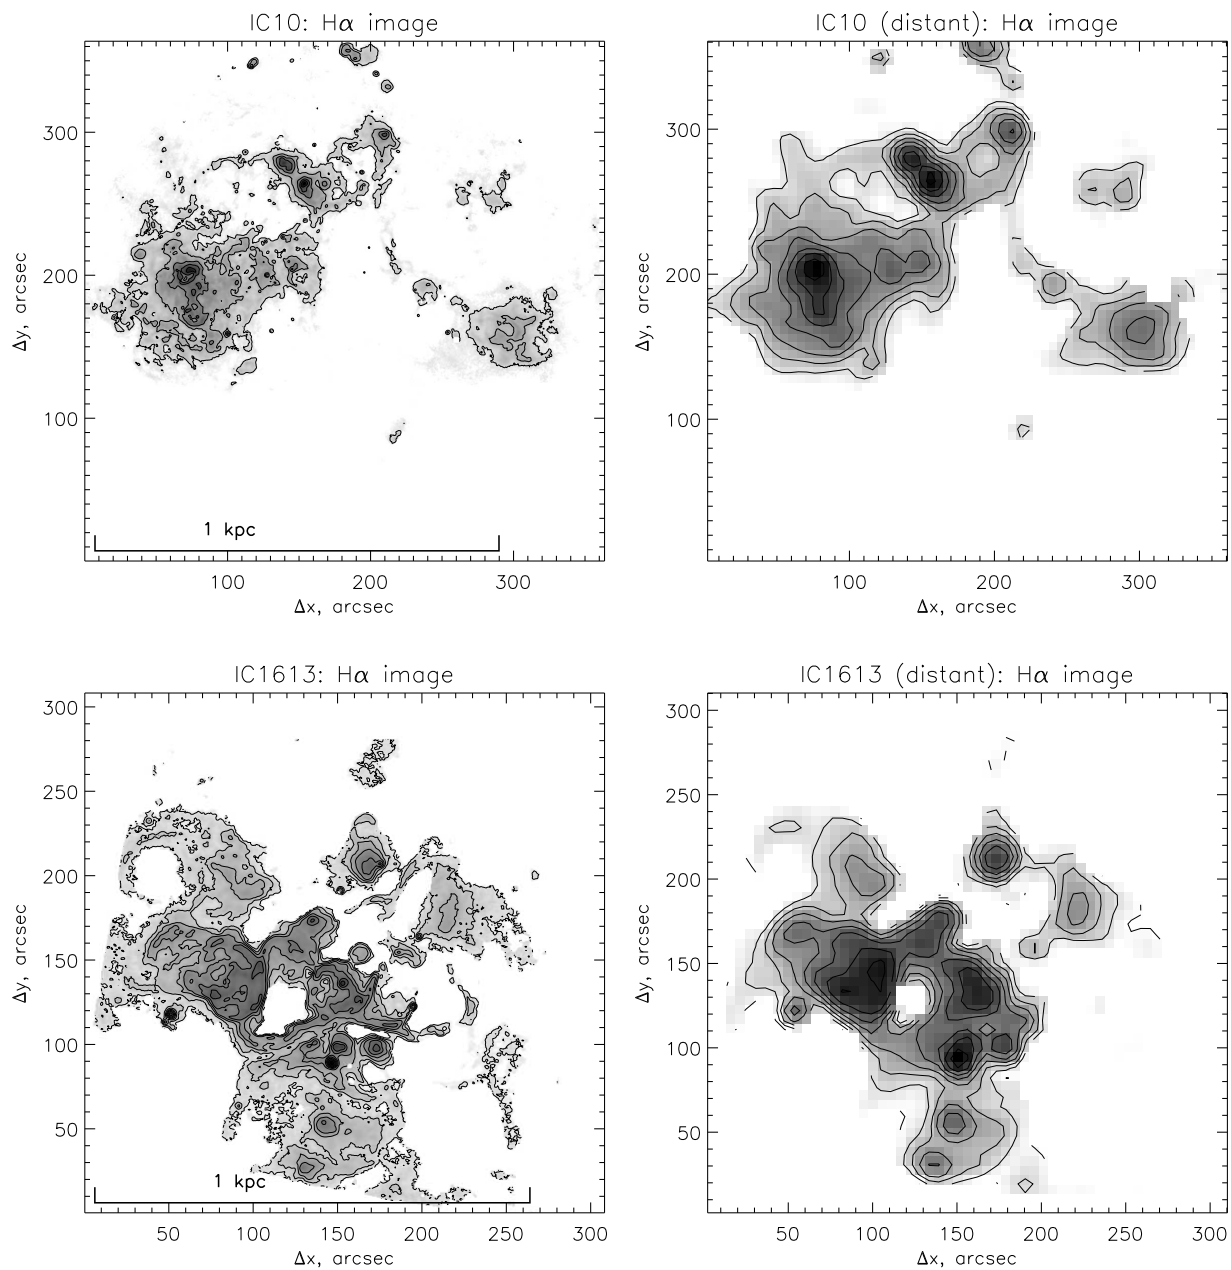 IC10: Hα image
IC10 (distant): Hα image
300
200
100
Δy, arcsec
1 kpc
100
200
300
Δx, arcsec
300
200
100
Δy, arcsec
100
200
300
Δx, arcsec
IC1613: Hα image
IC1613 (distant): Hα image
300
250
200
150
100
50
Δy, arcsec
1 kpc
50
100
150
200
250
300
Δx, arcsec
300
250
200
150
100
50
Δy, arcsec
50
100
150
200
250
300
Δx, arcsec